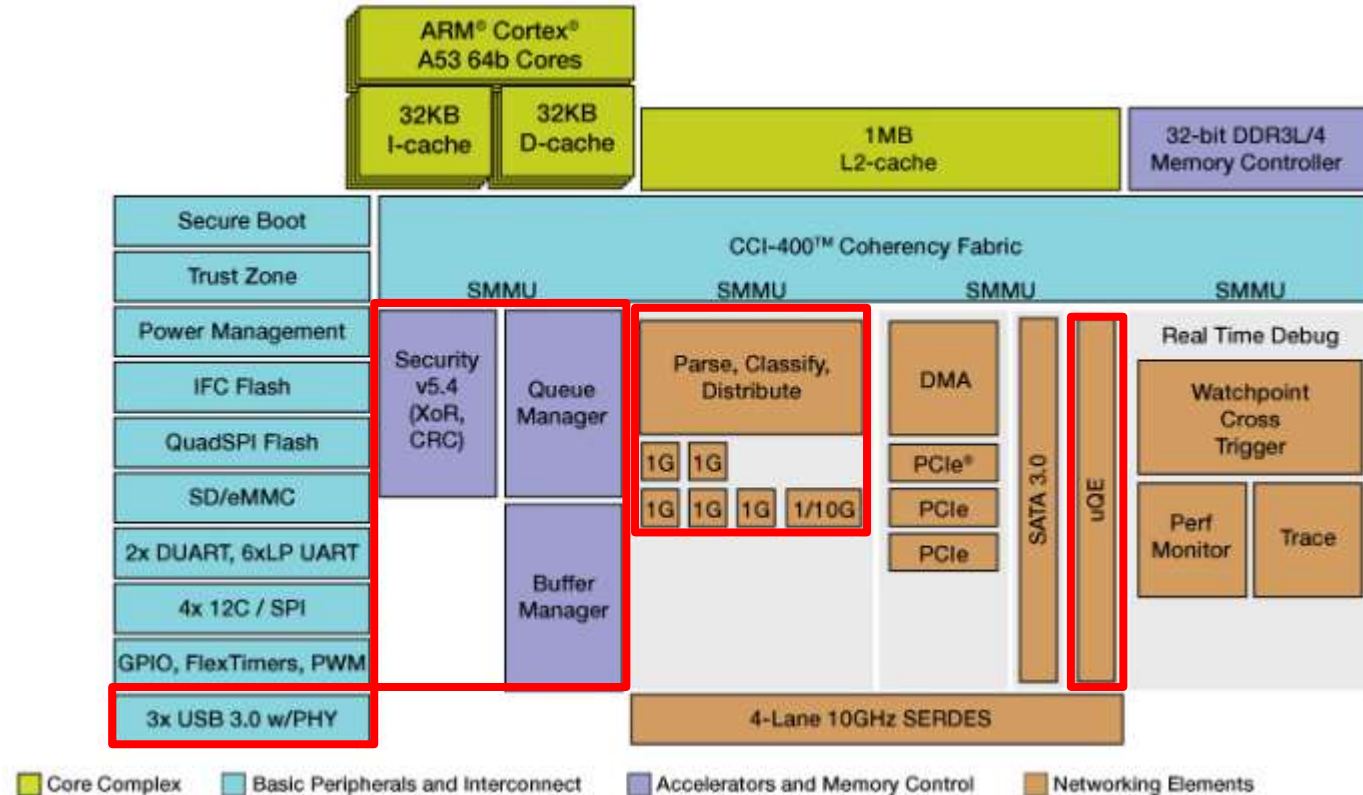 ARM® Cortex®
A53 64b Cores
32KB
I-cache
32KB
D-cache
1MB
L2-cache
32-bit DDR3L/4
Memory Controller
Secure Boot
Trust Zone
Power Management
IFC Flash
QuadSPI Flash
SD/eMMC
2x DUART, 6xLP UART
4x 12C / SPI
GPIO, FlexTimers, PWM
3x USB 3.0 w/PHY
CCI-400™ Coherency Fabric
SMMU
SMMU
SMMU
SMMU
Security
v5.4
(XoR,
CRC)
Queue
Manager
Buffer
Manager
Parse, Classify,
Distribute
1G
1G
1G
1G
1G
1/10G
DMA
PCIe®
PCIe
PCIe
SATA 3.0
uQE
Real Time Debug
Watchpoint
Cross
Trigger
Perf
Monitor
Trace
4-Lane 10GHz SERDES
Core Complex
Basic Peripherals and Interconnect
Accelerators and Memory Control
Networking Elements